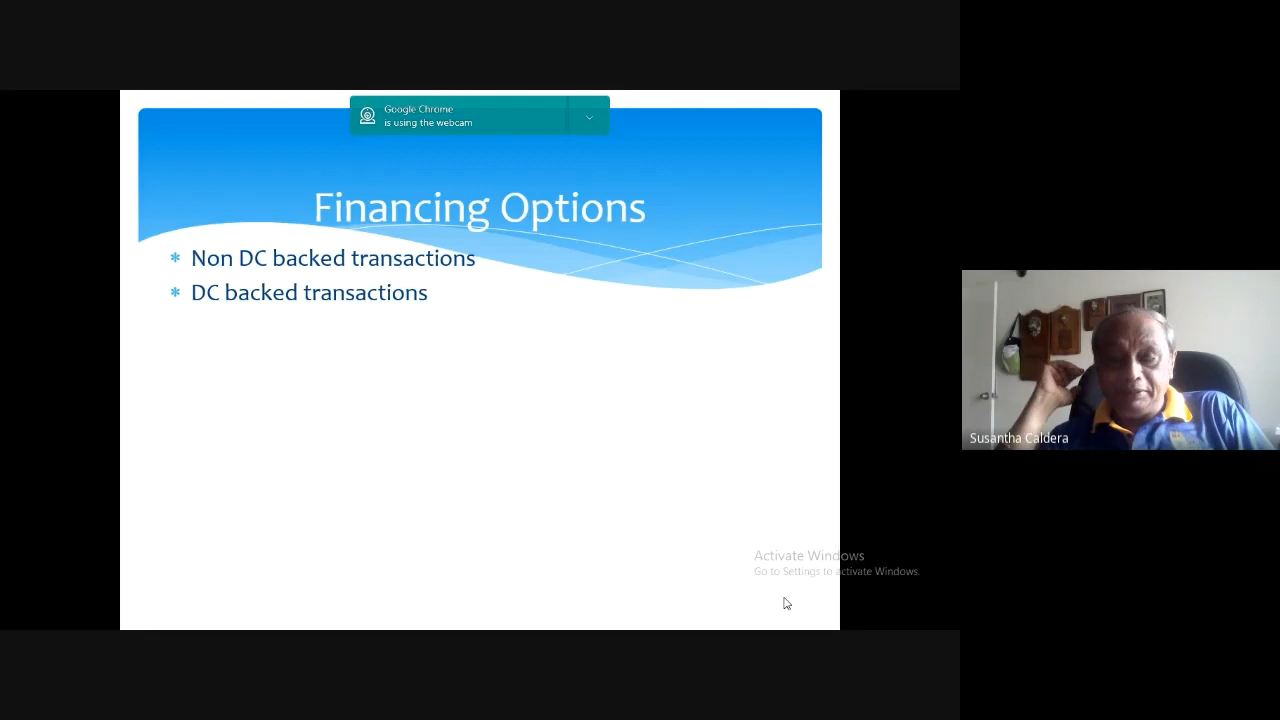 Google Chrome
is using the webcam
Financing Options
Non DC backed transactions
DC backed transactions
Susantha Caldera
Activate Windows
Go to Settings to activate Windows.